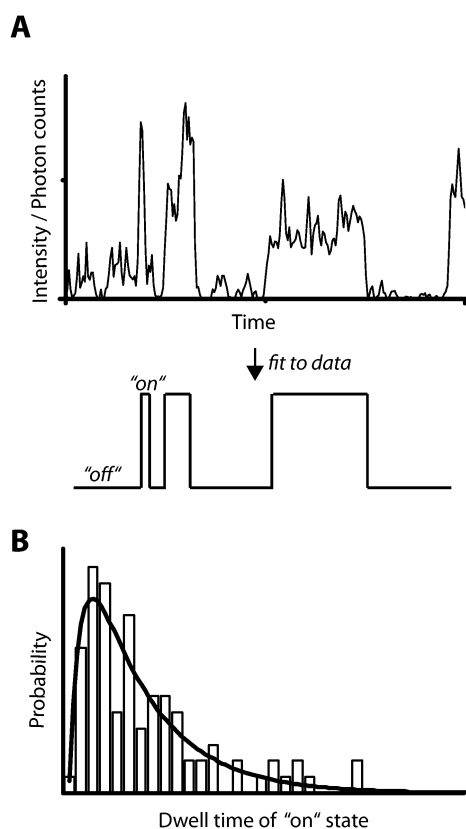 A
Intensity / Photon counts
Time
fit to data
“on“
“off“
B
Probability
Dwell time of “on“ state